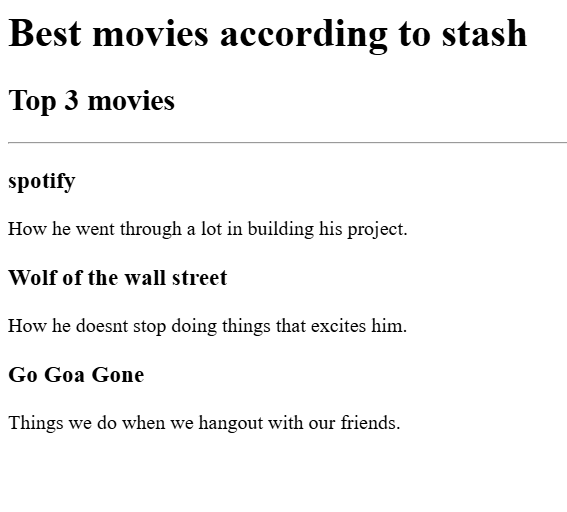 Best movies according to stash
Top 3 movies
spotify
How he went through a lot in building his project.
Wolf of the wall street
How he doesnt stop doing things that excites him.
Go Goa Gone
Things we do when we hangout with our friends.